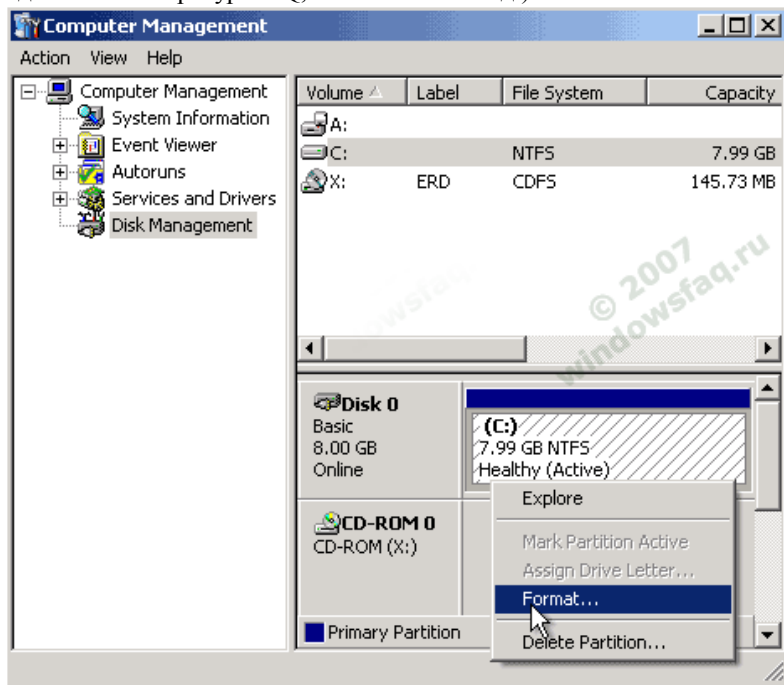 Computer Management
Action View Help
Computer Management
System Information
Event Viewer
Autoruns
Services and Drivers
Disk Management
Volume Label File System Capacity
A:
C: NTFS 7.99 GB
X: ERD CDFS 145.73 MB
© 2007
windowsfaq.ru
Disk 0
Basic
8.00 GB
Online
(C:)
7.99 GB NTFS
Healthy (Active)
CD-ROM 0
CD-ROM (X:)
Explore
Mark Partition Active
Assign Drive Letter...
Format...
Delete Partition...
Primary Partition